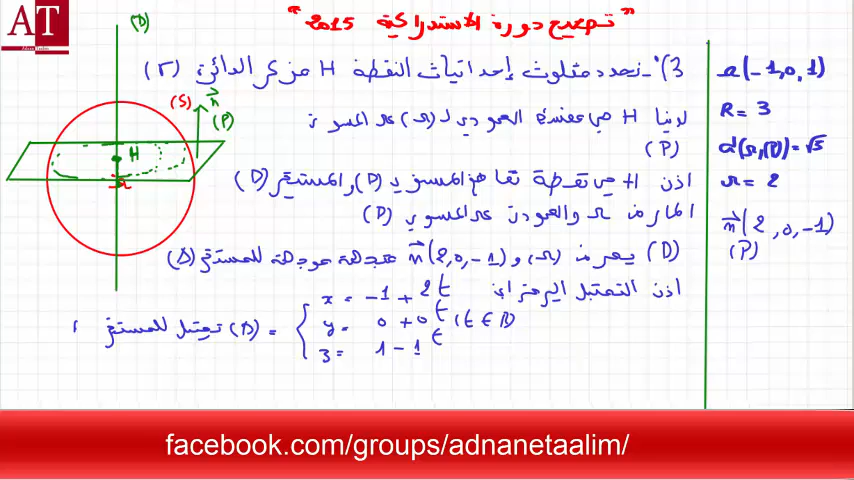 AT
"تصحيح دورة الاستدراكية 2015"
3) - نحدد مثلوث إحداثيات النقطة H مركز الدائرة (Γ)
لدينا H هي المسقط العمودي لـ (Ω) على المستوى
(P)
اذن H هي نقطة تقاطع المستوى (P) والمستقيم (D)
المار من Ω والعمودي على المستوى (P)
(D) يمر من (Ω) و n(2,0,-1) متجهة موجهة للمستقيم (Δ)
اذن التمثيل البارمتري
x = -1 + 2t
y = 0 + 0t , (t ∈ ℝ)
z = 1 - 1t
(Δ) = تمثيل للمستقيم
(D)
(S)
n
(P)
H
Ω
Ω(-1,0,1)
R = 3
d(Ω,(P)) = √5
r = 2
n(2,0,-1)
(P)
facebook.com/groups/adnanetaalim/